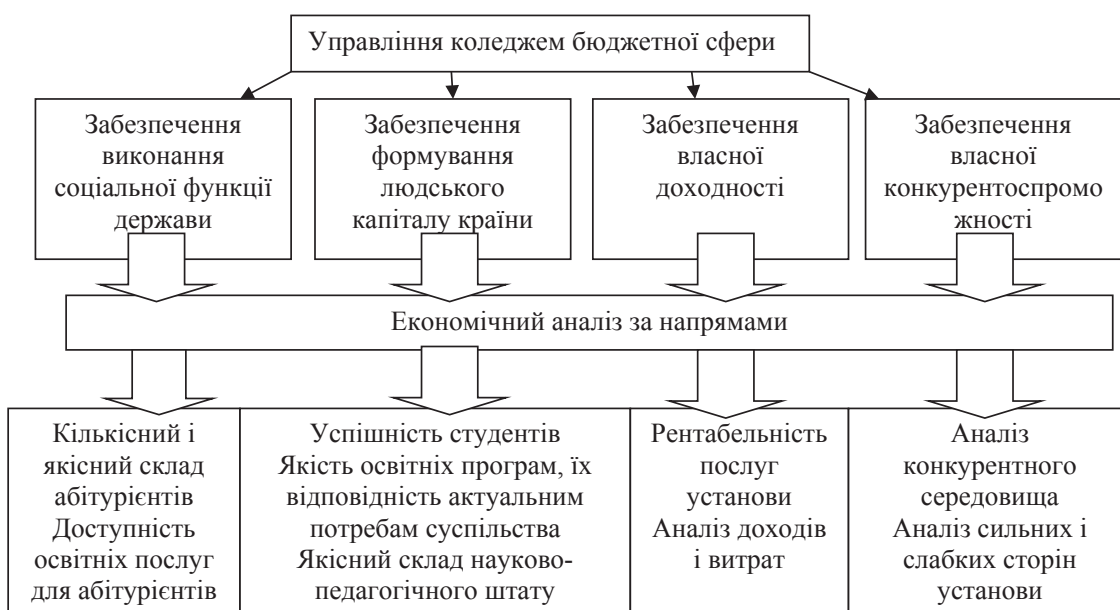 Управління коледжем бюджетної сфери
Забезпечення
виконання
соціальної функції
держави
Забезпечення
формування
людського
капіталу країни
Забезпечення
власної
доходності
Забезпечення
власної
конкурентоспромо
жності
Економічний аналіз за напрямами
Кількісний і
якісний склад
абітурієнтів
Доступність
освітніх послуг
для абітурієнтів
Успішність студентів
Якість освітніх програм, їх
відповідність актуальним
потребам суспільства
Якісний склад науково-
педагогічного штату
Рентабельність
послуг
установи
Аналіз доходів
і витрат
Аналіз
конкурентного
середовища
Аналіз сильних і
слабких сторін
установи